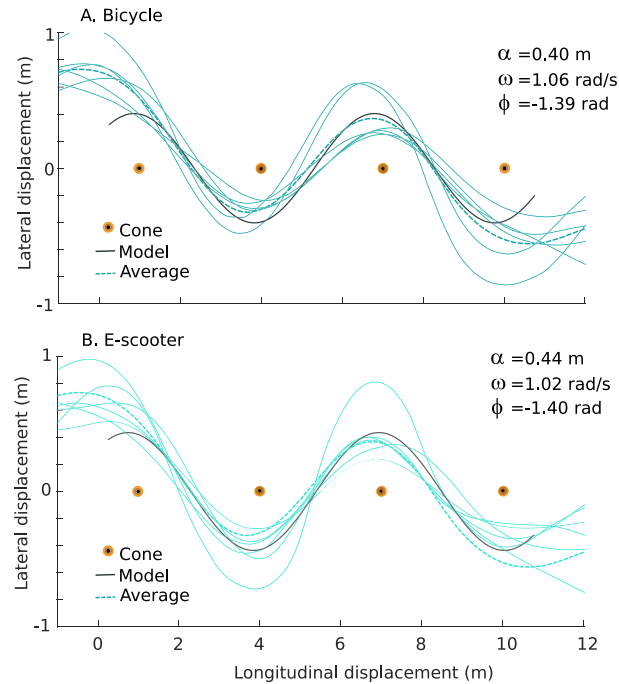 A. Bicycle
1
0
-1
Lateral displacement (m)
α =0.40 m
ω =1.06 rad/s
ϕ =-1.39 rad
Cone
Model
Average
B. E-scooter
1
0
-1
Lateral displacement (m)
α =0.44 m
ω =1.02 rad/s
ϕ =-1.40 rad
Cone
Model
Average
0 2 4 6 8 10 12
Longitudinal displacement (m)